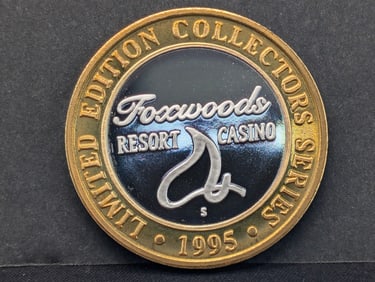 LIMITED EDITION COLLECTORS SERIES
Foxwoods
RESORT CASINO
S
• 1995 •